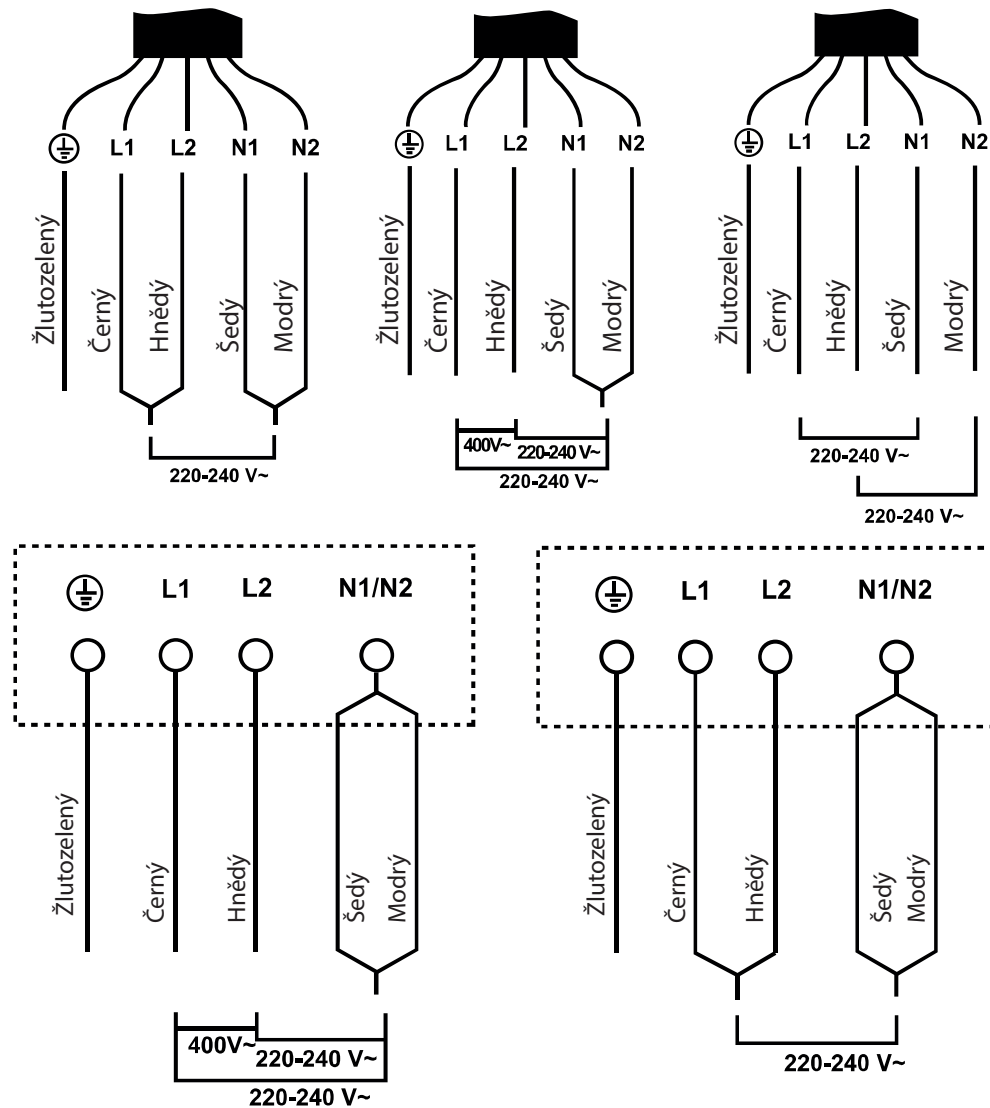 L1 L2 N1 N2
Žlutozelený
Černý
Hnědý
Šedý
Modrý
220-240 V~
L1 L2 N1 N2
Žlutozelený
Černý
Hnědý
Šedý
Modrý
400V~ 220-240 V~
220-240 V~
L1 L2 N1 N2
Žlutozelený
Černý
Hnědý
Šedý
Modrý
220-240 V~
220-240 V~
L1 L2 N1/N2
Žlutozelený
Černý
Hnědý
Šedý
Modrý
400V~ 220-240 V~
220-240 V~
L1 L2 N1/N2
Žlutozelený
Černý
Hnědý
Šedý
Modrý
220-240 V~